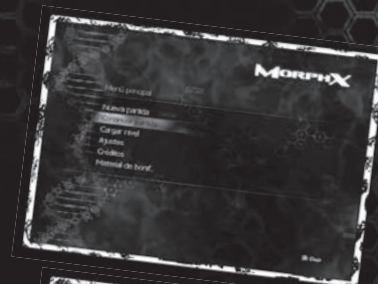 MORPHX
Menú principal
Nueva partida
Continuar partida
Cargar nivel
Ajustes
Créditos
Material de bonif.